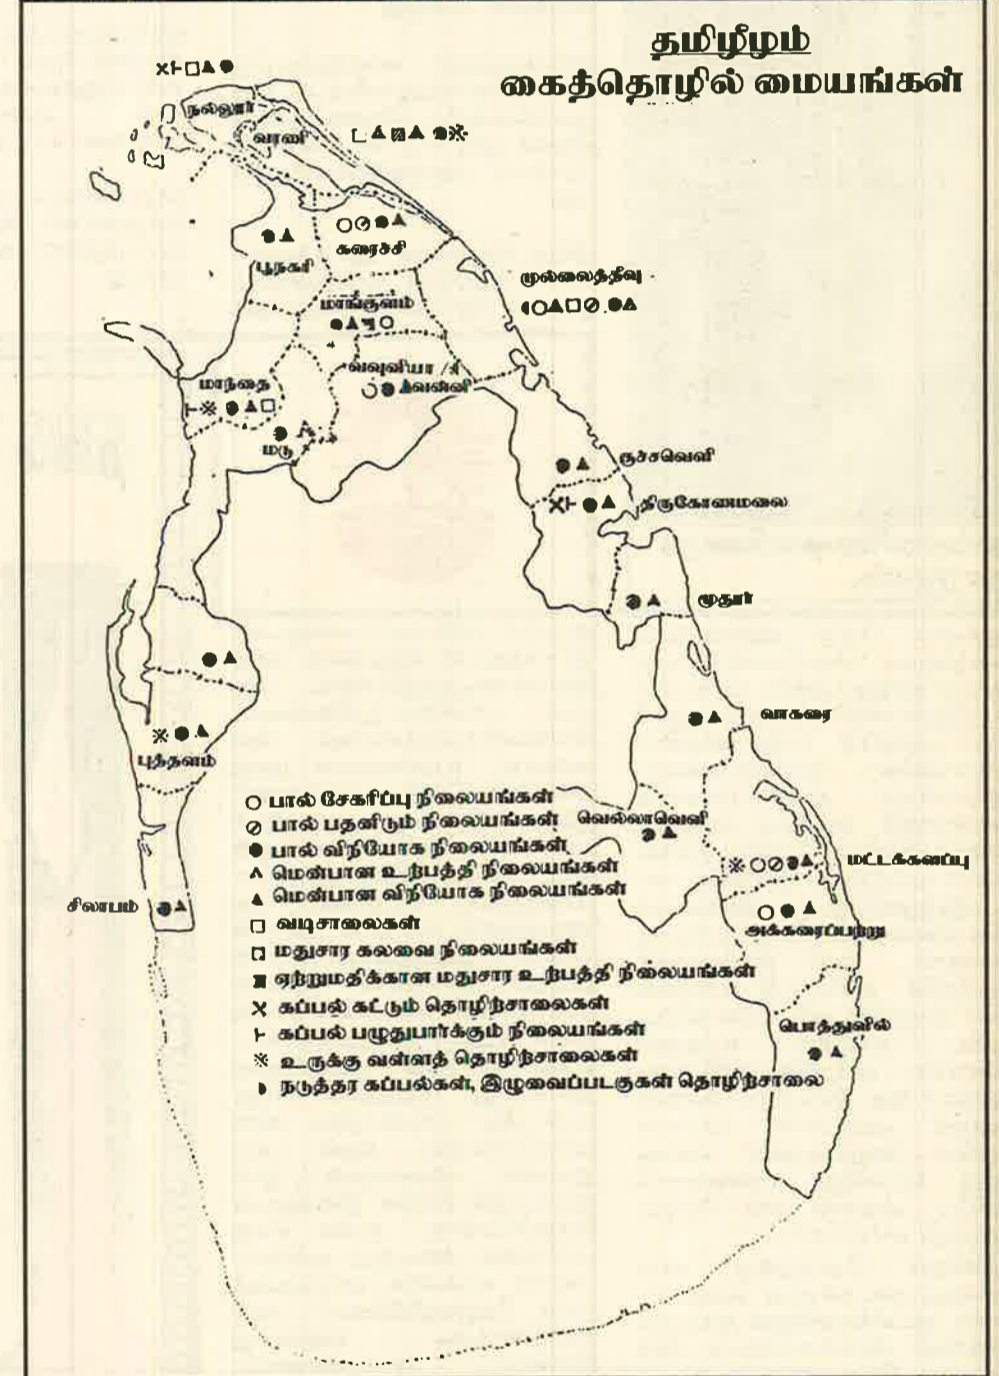 தமிழீழம்
கைத்தொழில் மையங்கள்
நல்லூர்
வரணி
கரைச்சி
பூநகரி
முல்லைத்தீவு
மாங்குளம்
வவுனியா
வன்னி
மாந்தை
மடு
குச்சவெளி
திருகோணமலை
மூதூர்
வாகரை
புத்தளம்
பால் சேகரிப்பு நிலையங்கள்
பால் பதனிடும் நிலையங்கள்
வெல்லாவெளி
பால் விநியோக நிலையங்கள்
மென்பான உற்பத்தி நிலையங்கள்
மட்டக்களப்பு
மென்பான விநியோக நிலையங்கள்
சிலாபம்
வடிசாலைகள்
அக்கரைப்பற்று
மதுசார கலவை நிலையங்கள்
ஏற்றுமதிக்கான மதுசார உற்பத்தி நிலையங்கள்
கப்பல் கட்டும் தொழிற்சாலைகள்
கப்பல் பழுதுபார்க்கும் நிலையங்கள்
பொத்துவில்
உருக்கு வள்ளத் தொழிற்சாலைகள்
நடுத்தர கப்பல்கள், இழுவைப்படகுகள் தொழிற்சாலை